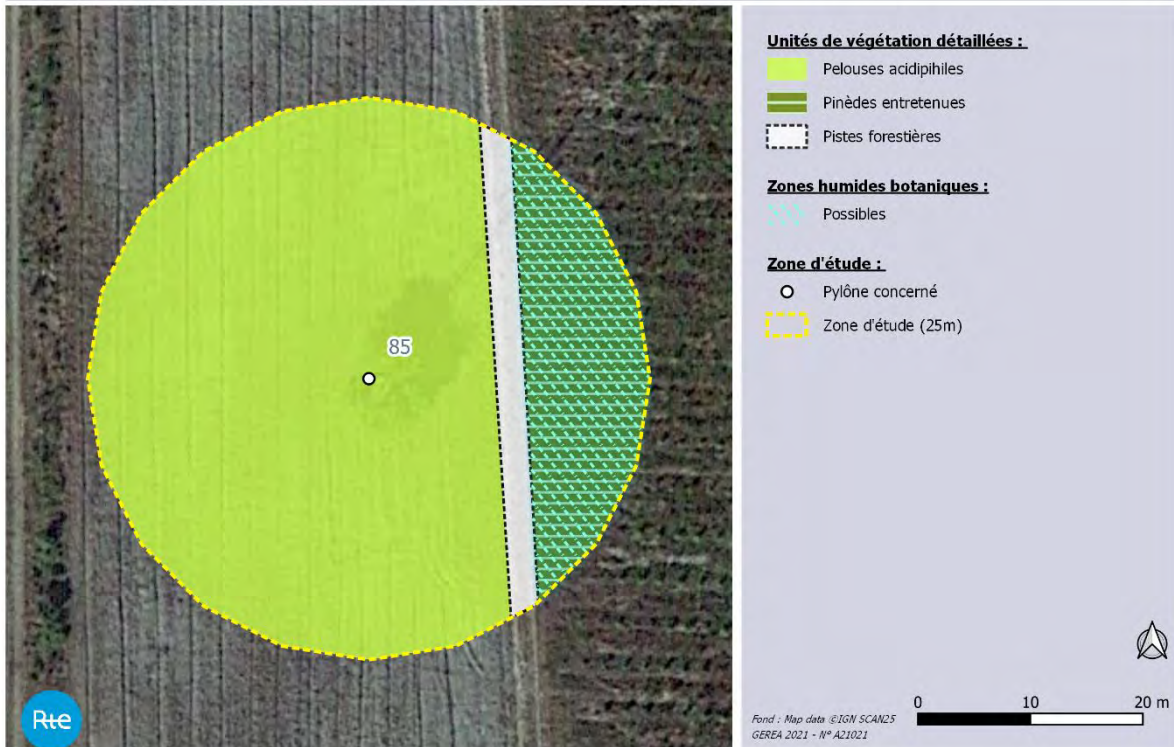 85
Rte
Unités de végétation détaillées :
Pelouses acidipihiles
Pinèdes entretenues
Pistes forestières
Zones humides botaniques :
Possibles
Zone d'étude :
Pylône concerné
Zone d'étude (25m)
0 10 20 m
Fond : Map data ©IGN SCAN25
GEREA 2021 - N° A21021